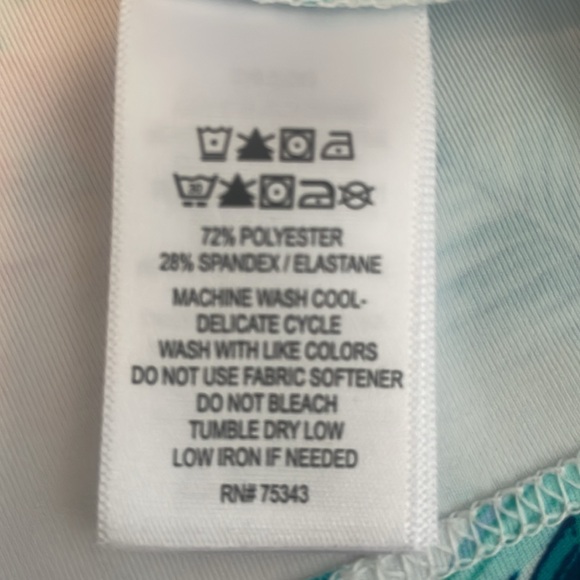 30
72% POLYESTER
28% SPANDEX / ELASTANE
MACHINE WASH COOL-
DELICATE CYCLE
WASH WITH LIKE COLORS
DO NOT USE FABRIC SOFTENER
DO NOT BLEACH
TUMBLE DRY LOW
LOW IRON IF NEEDED
RN# 75343